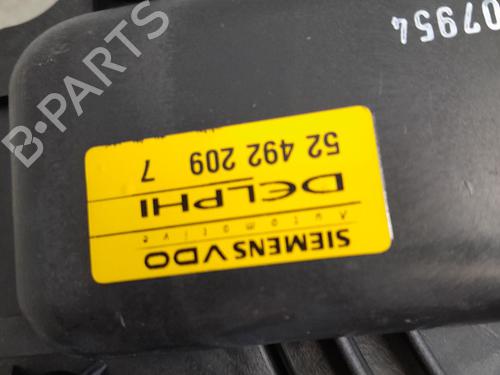 SIEMENS VDO
Automotive
DELPHI
52 492 209
7
07954
B-PARTS